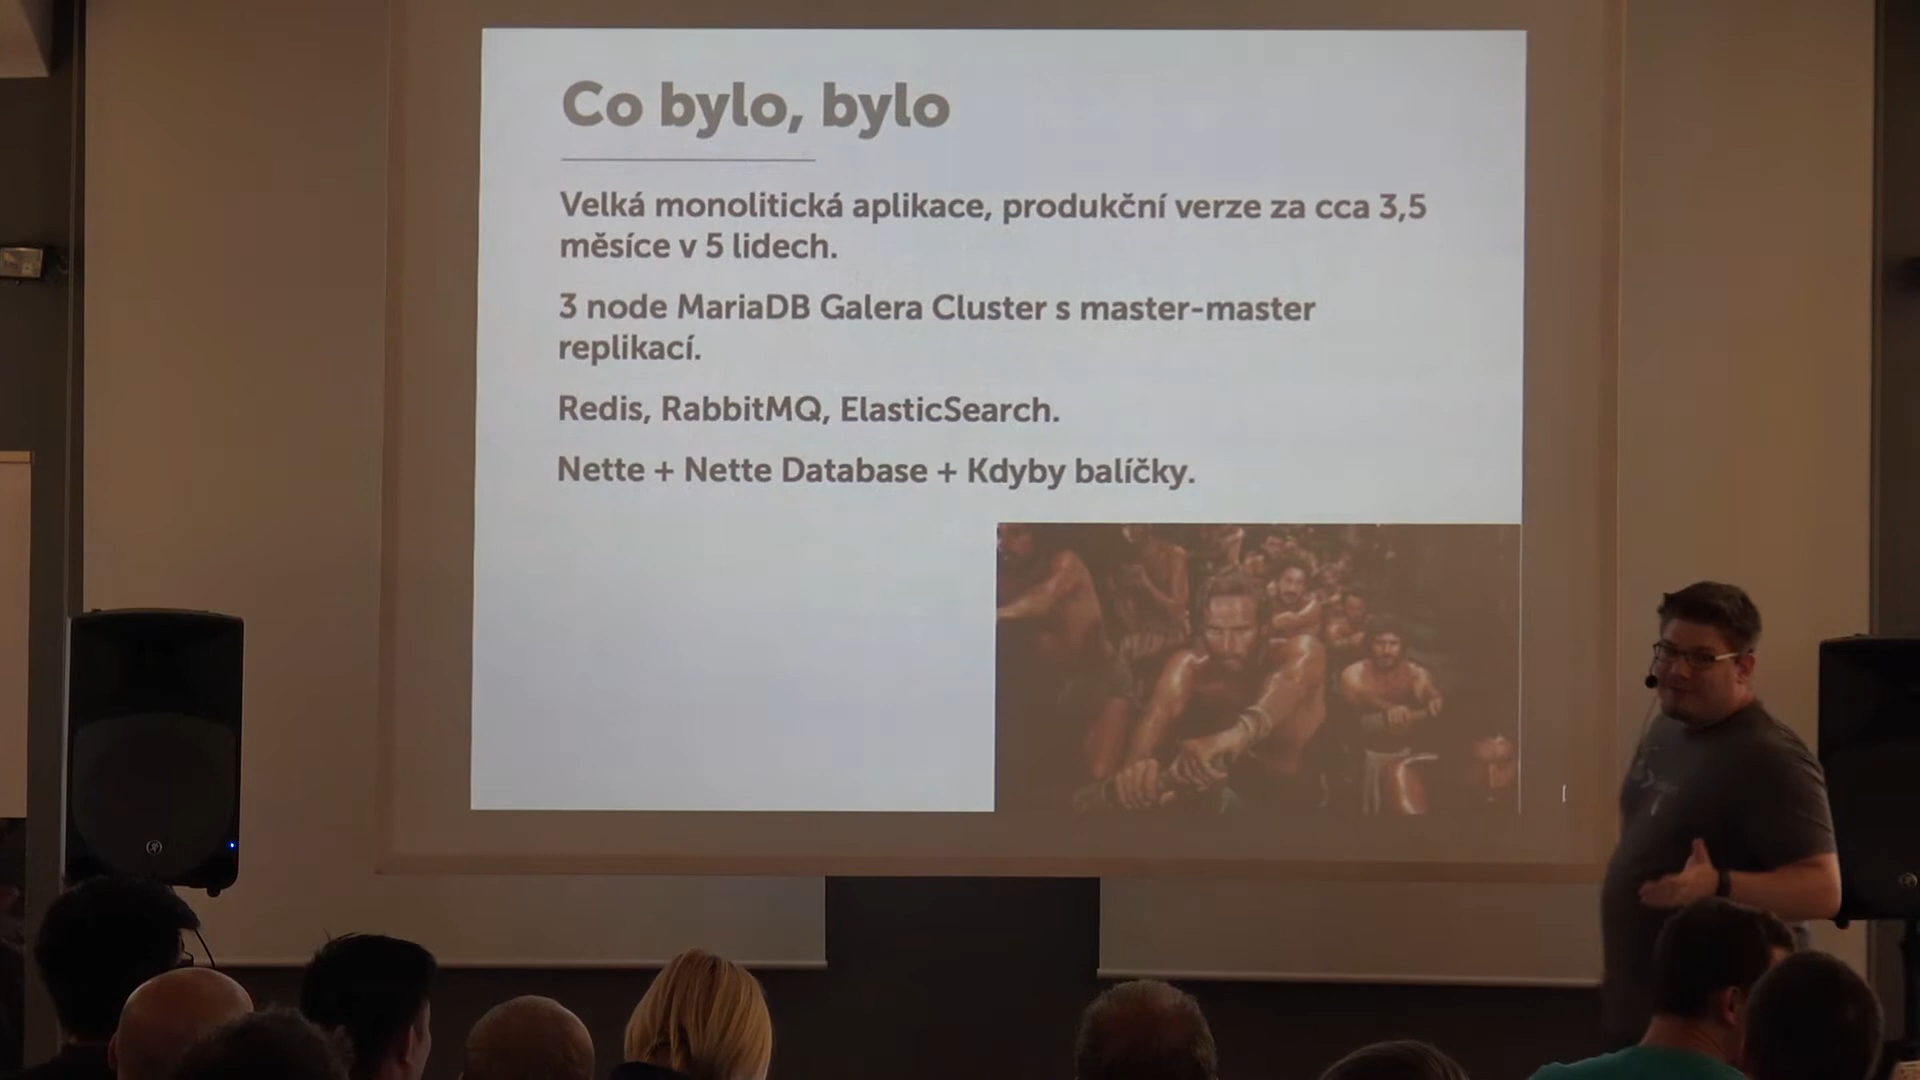 Co bylo, bylo
Velká monolitická aplikace, produkční verze za cca 3,5
měsíce v 5 lidech.
3 node MariaDB Galera Cluster s master-master
replikací.
Redis, RabbitMQ, ElasticSearch.
Nette + Nette Database + Kdyby balíčky.